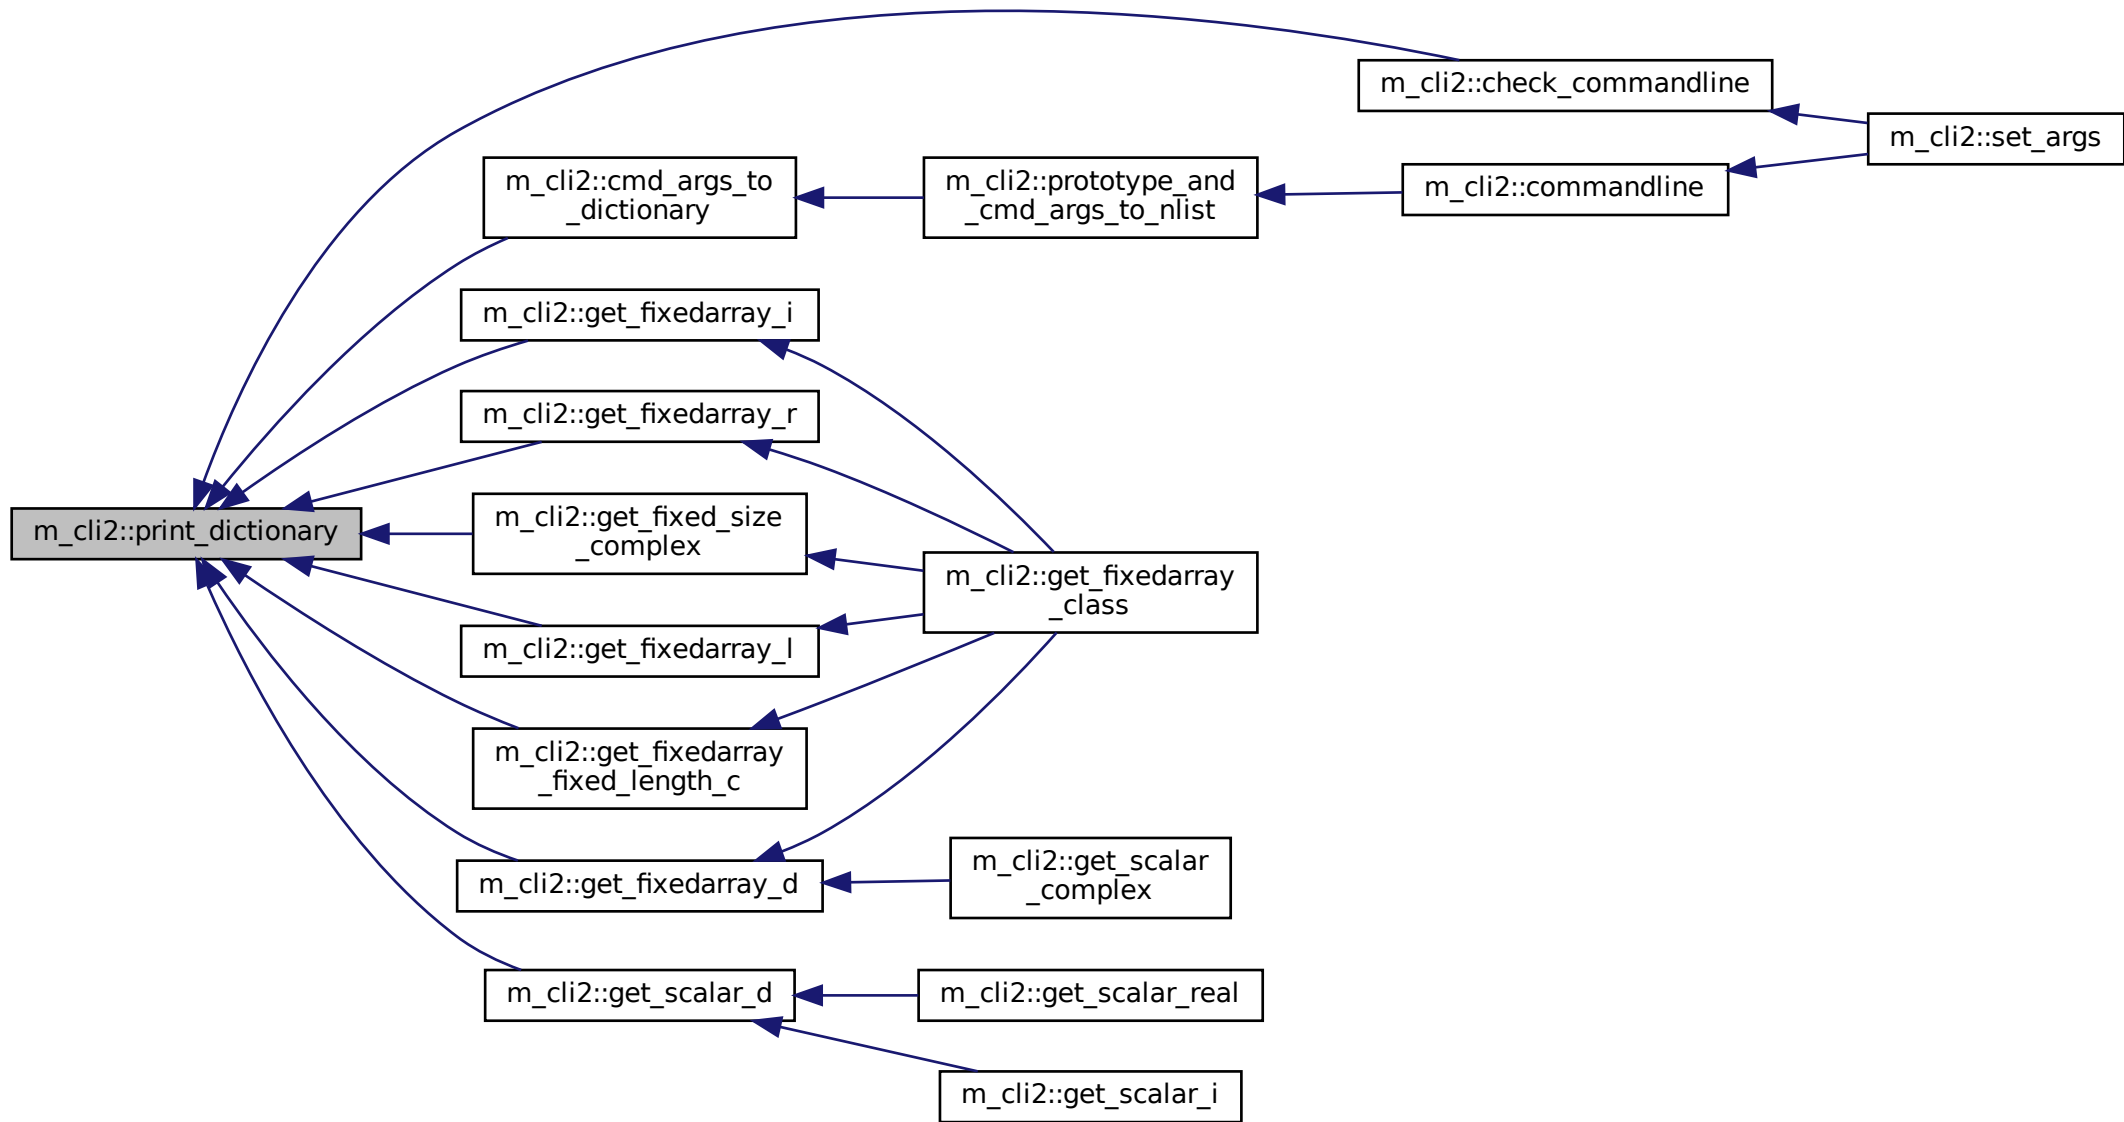 m_cli2::check_commandline
m_cli2::set_args
m_cli2::cmd_args_to
_dictionary
m_cli2::prototype_and
_cmd_args_to_nlist
m_cli2::commandline
m_cli2::get_fixedarray_i
m_cli2::get_fixedarray_r
m_cli2::print_dictionary
m_cli2::get_fixed_size
_complex
m_cli2::get_fixedarray
_class
m_cli2::get_fixedarray_l
m_cli2::get_fixedarray
_fixed_length_c
m_cli2::get_fixedarray_d
m_cli2::get_scalar
_complex
m_cli2::get_scalar_d
m_cli2::get_scalar_real
m_cli2::get_scalar_i